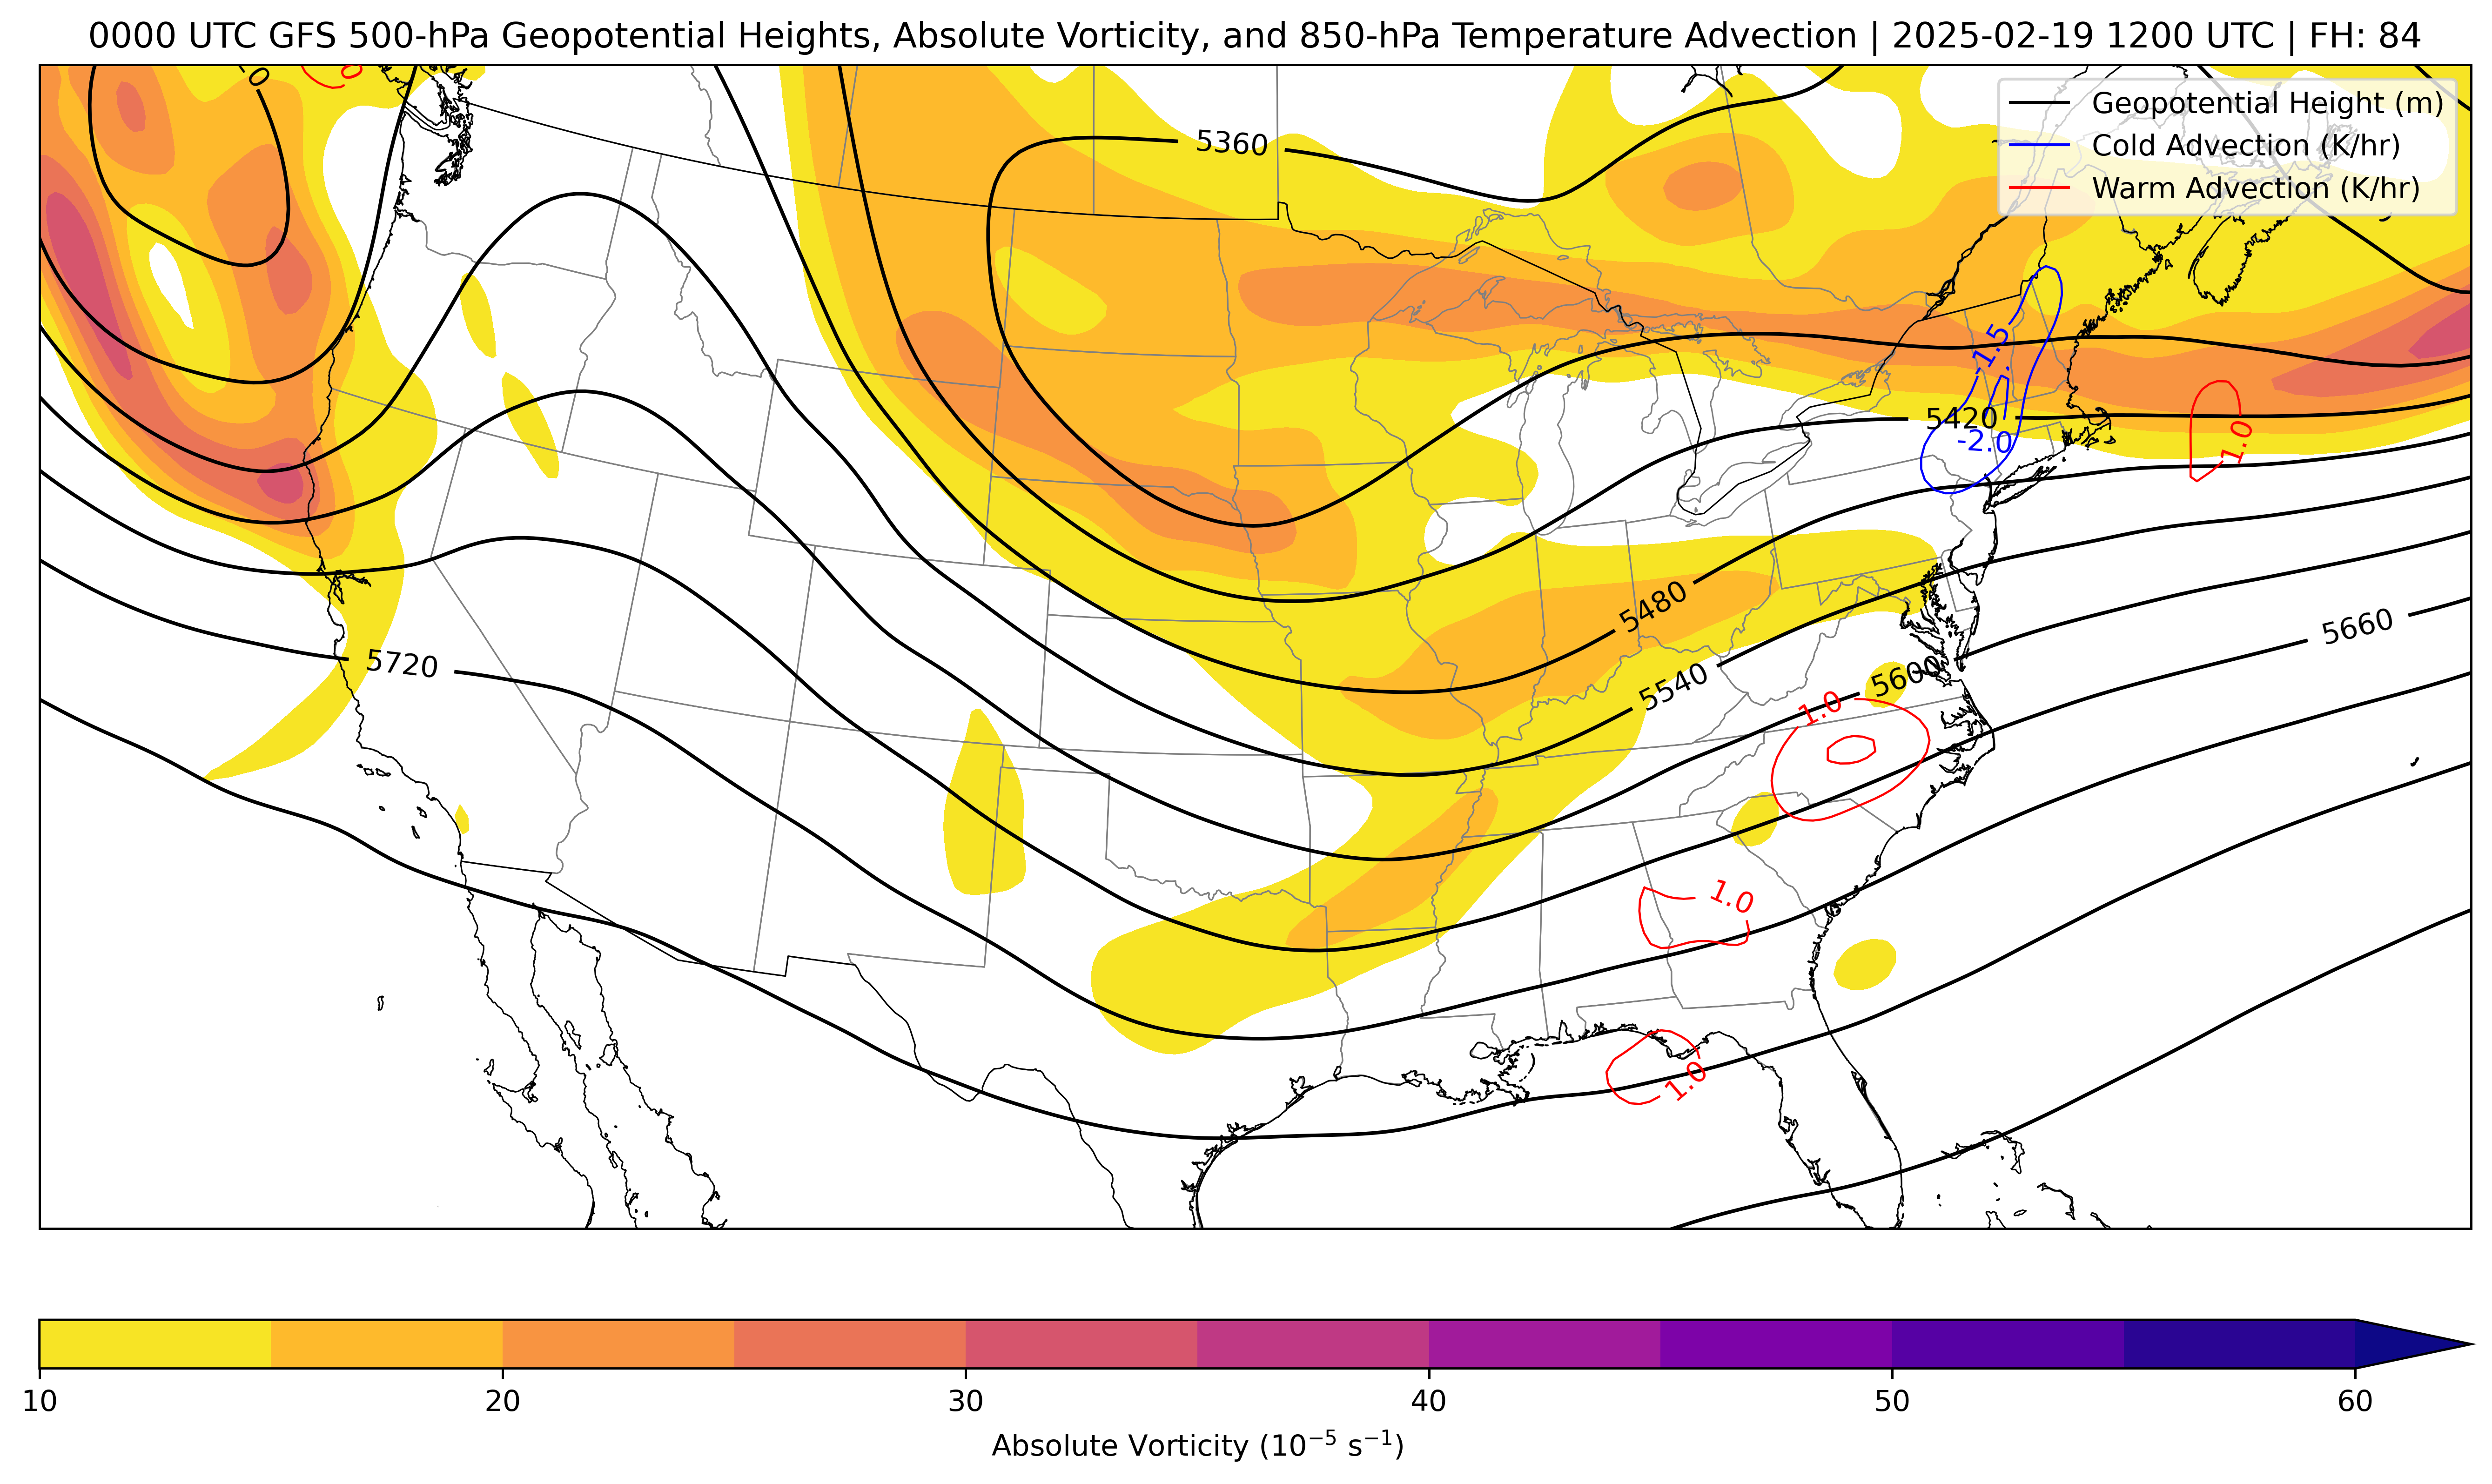 0000 UTC GFS 500-hPa Geopotential Heights, Absolute Vorticity, and 850-hPa Temperature Advection | 2025-02-19 1200 UTC | FH: 84
Geopotential Height (m)
Cold Advection (K/hr)
Warm Advection (K/hr)
5360
-1.5
-1.5
5420
-2.0
1.0
5480
5660
5720
5540
5600
1.0
1.0
1.0
10 20 30 40 50 60
Absolute Vorticity (10⁻⁵ s⁻¹)